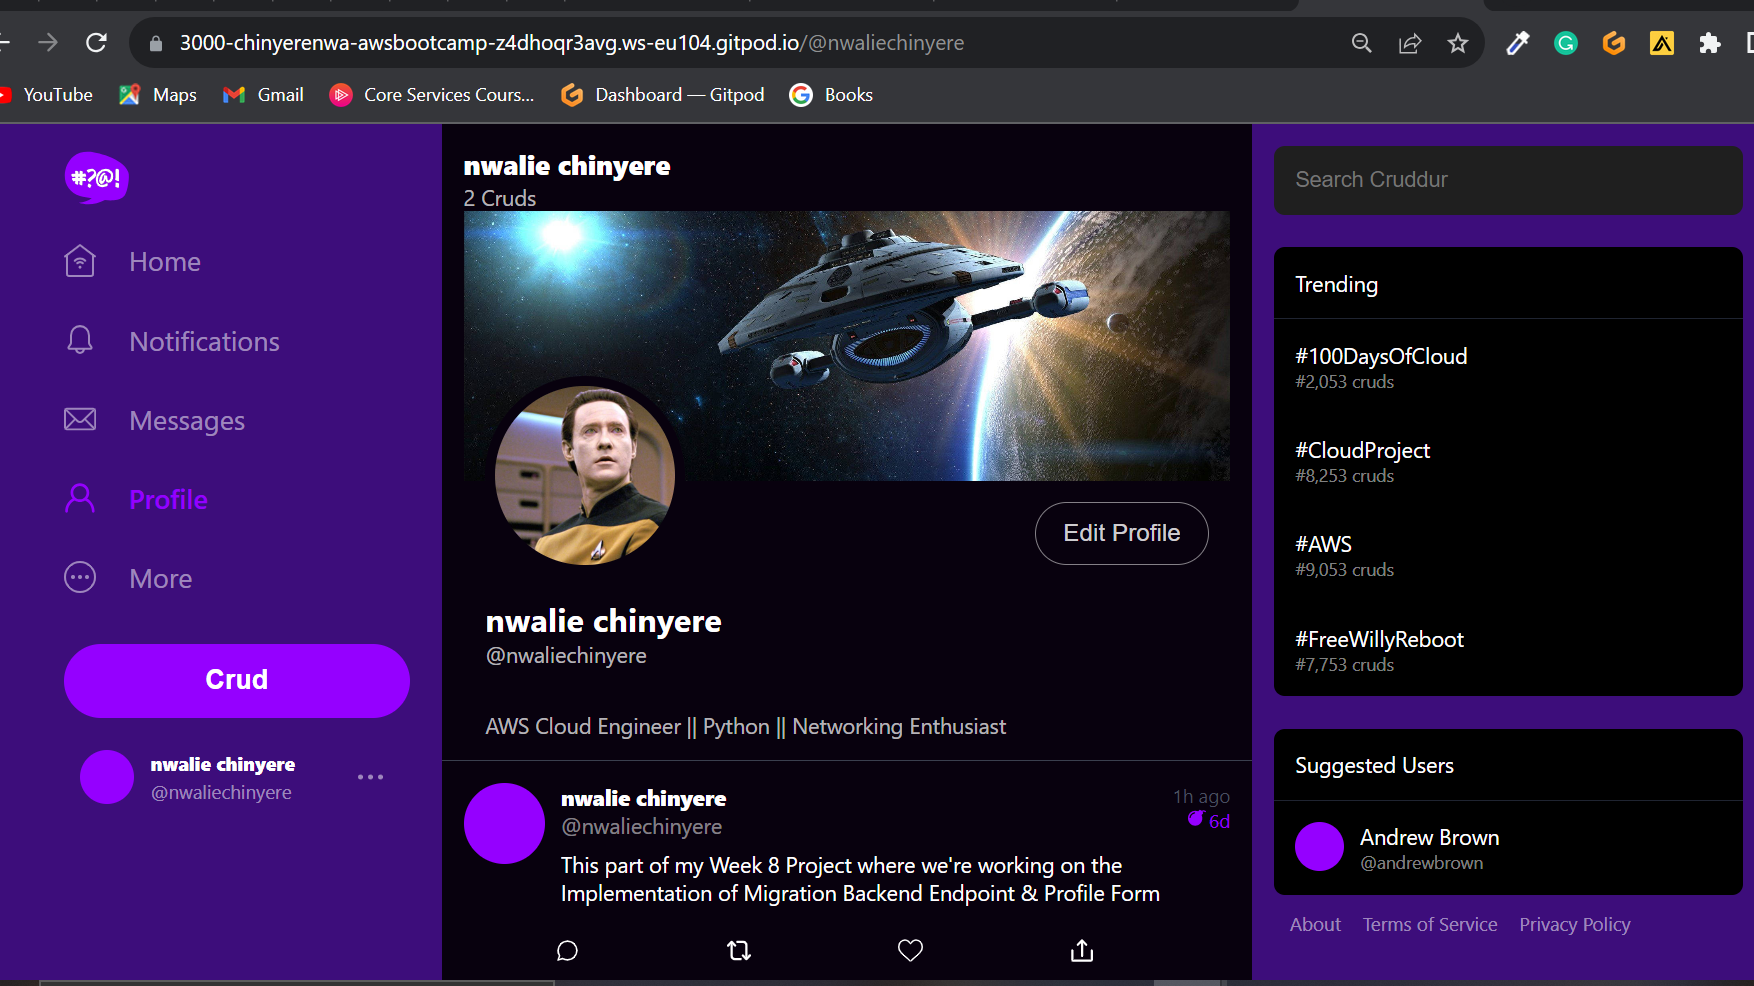 3000-chinyerenwa-awsbootcamp-z4dhoqr3avg.ws-eu104.gitpod.io/@nwaliechinyere
YouTube Maps Gmail Core Services Cours... Dashboard — Gitpod Books
#?@!
Home
Notifications
Messages
Profile
More
Crud
nwalie chinyere
@nwaliechinyere
nwalie chinyere
2 Cruds
Edit Profile
nwalie chinyere
@nwaliechinyere
AWS Cloud Engineer || Python || Networking Enthusiast
nwalie chinyere
1h ago
@nwaliechinyere
6d
This part of my Week 8 Project where we're working on the
Implementation of Migration Backend Endpoint & Profile Form
Search Cruddur
Trending
#100DaysOfCloud
#2,053 cruds
#CloudProject
#8,253 cruds
#AWS
#9,053 cruds
#FreeWillyReboot
#7,753 cruds
Suggested Users
Andrew Brown
@andrewbrown
About Terms of Service Privacy Policy